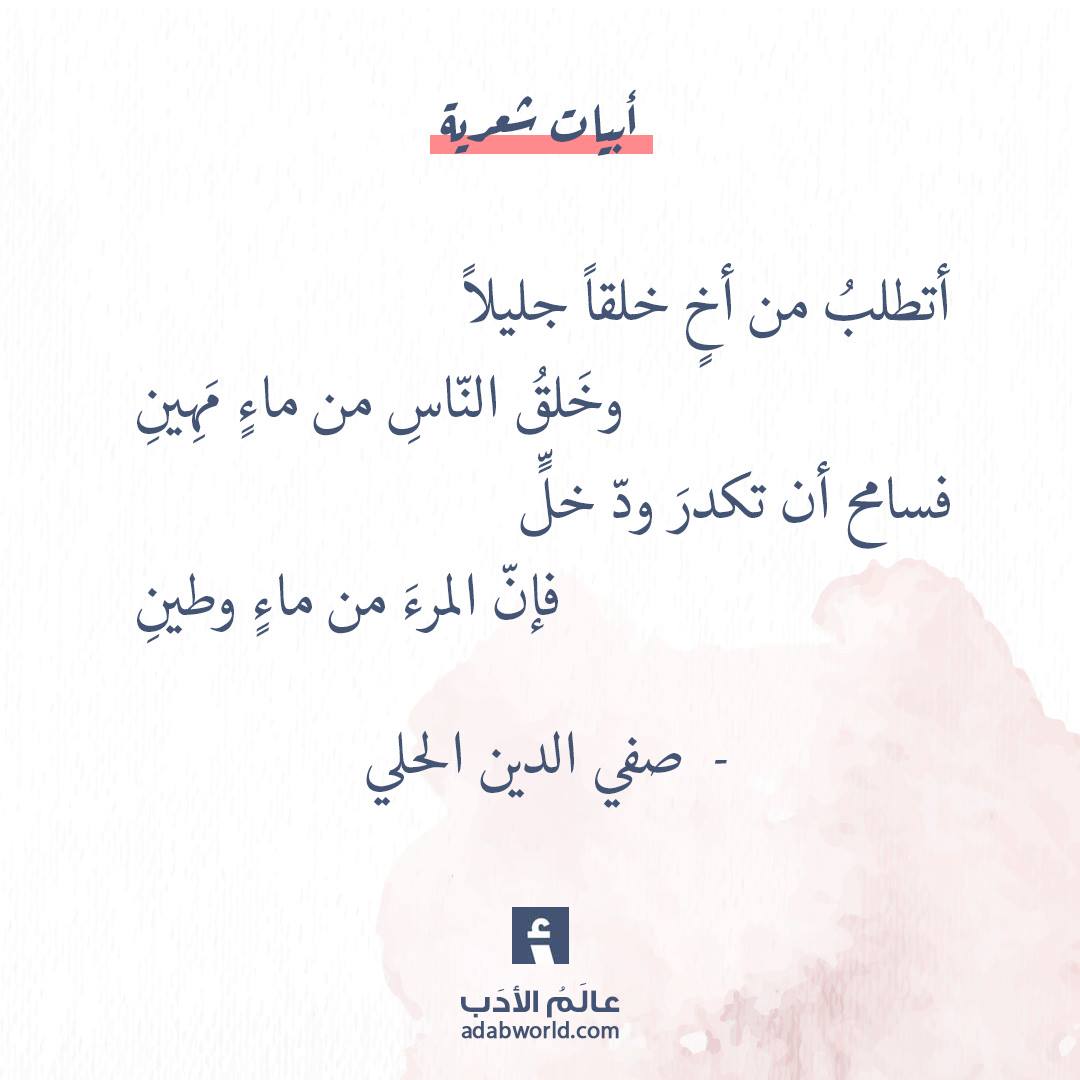 أبيات شعرية
أتطلبُ من أخٍ خلقاً جليلاً
وخَلقُ النّاسِ من ماءٍ مَهِينِ
فسامح أن تكدرَ ودّ خلٍّ
فإنّ المرءَ من ماءٍ وطينِ
- صفي الدين الحلي
أ
عالَمُ الأدَب
adabworld.com